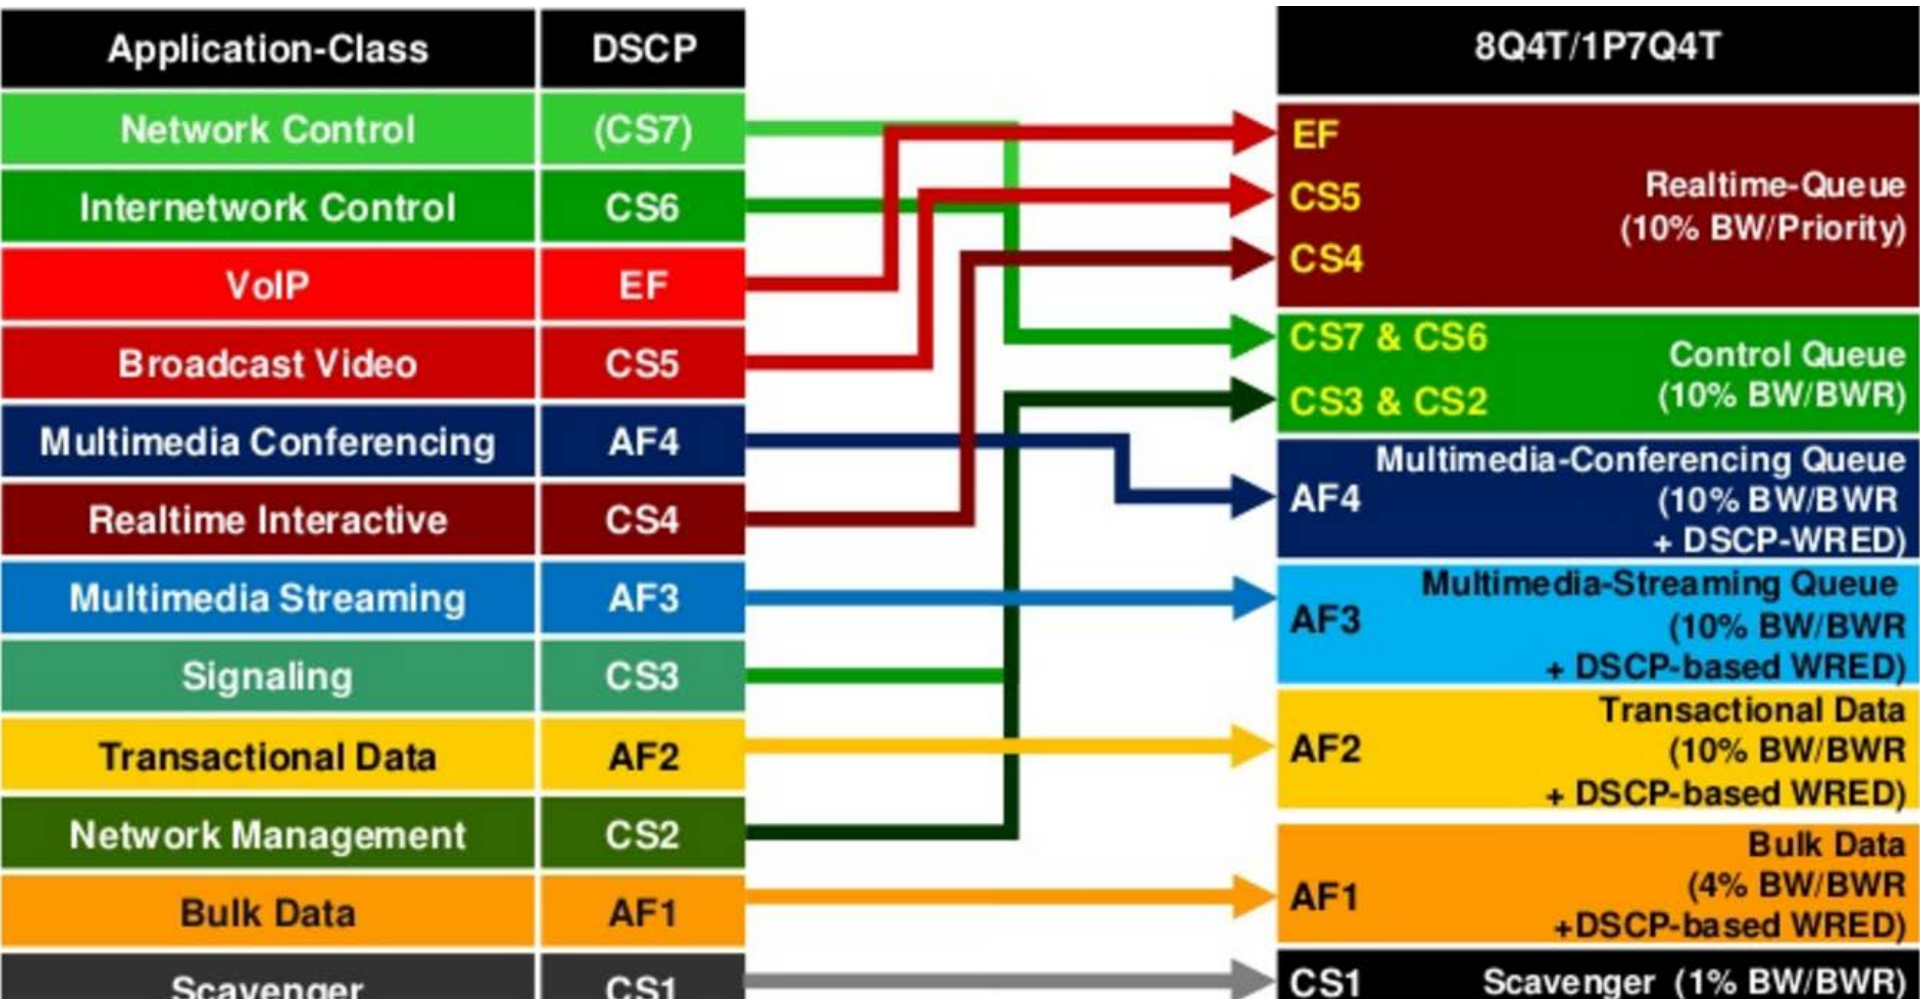 Application-Class DSCP
Network Control (CS7)
Internetwork Control CS6
VoIP EF
Broadcast Video CS5
Multimedia Conferencing AF4
Realtime Interactive CS4
Multimedia Streaming AF3
Signaling CS3
Transactional Data AF2
Network Management CS2
Bulk Data AF1
Scavenger CS1
8Q4T/1P7Q4T
EF
CS5
CS4
Realtime-Queue
(10% BW/Priority)
CS7 & CS6
CS3 & CS2
Control Queue
(10% BW/BWR)
AF4
Multimedia-Conferencing Queue
(10% BW/BWR
+ DSCP-WRED)
AF3
Multimedia-Streaming Queue
(10% BW/BWR
+ DSCP-based WRED)
AF2
Transactional Data
(10% BW/BWR
+ DSCP-based WRED)
AF1
Bulk Data
(4% BW/BWR
+DSCP-based WRED)
CS1 Scavenger (1% BW/BWR)